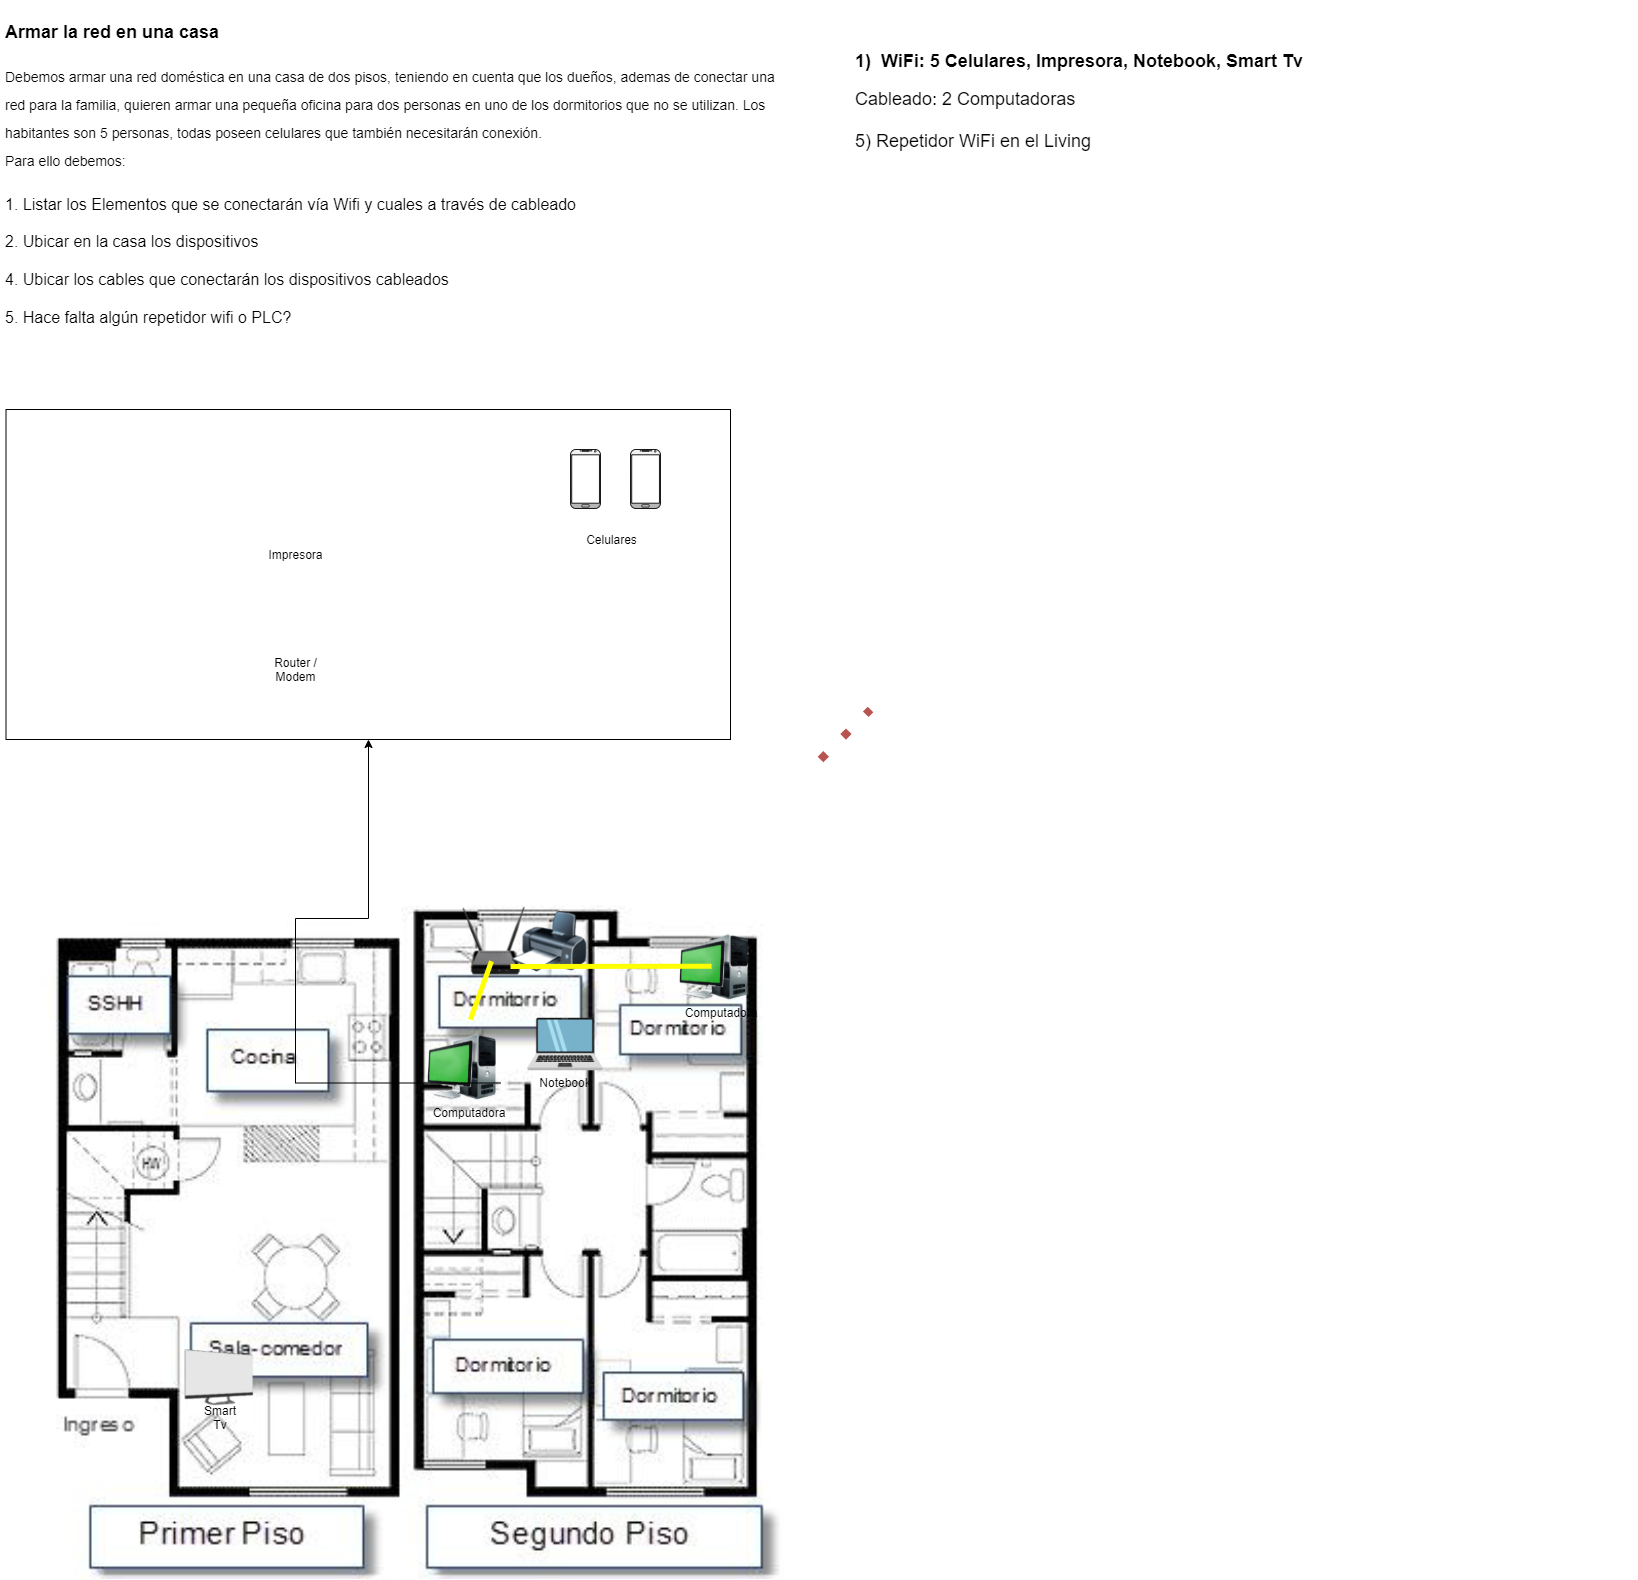 Armar la red en una casa
Debemos armar una red doméstica en una casa de dos pisos, teniendo en cuenta que los dueños, ademas de conectar una
red para la familia, quieren armar una pequeña oficina para dos personas en uno de los dormitorios que no se utilizan. Los
habitantes son 5 personas, todas poseen celulares que también necesitarán conexión.
Para ello debemos:
1. Listar los Elementos que se conectarán vía Wifi y cuales a través de cableado
2. Ubicar en la casa los dispositivos
4. Ubicar los cables que conectarán los dispositivos cableados
5. Hace falta algún repetidor wifi o PLC?
1) WiFi: 5 Celulares, Impresora, Notebook, Smart Tv
Cableado: 2 Computadoras
5) Repetidor WiFi en el Living
Celulares
Impresora
Router /
Modem
SSHH
Cocina
HW
Sala-comedor
Smart
Tv
Ingreso
Primer Piso
Dormitorrio
Computadora
Dormitorio
Notebook
Computadora
Dormitorio
Dormitorio
Segundo Piso